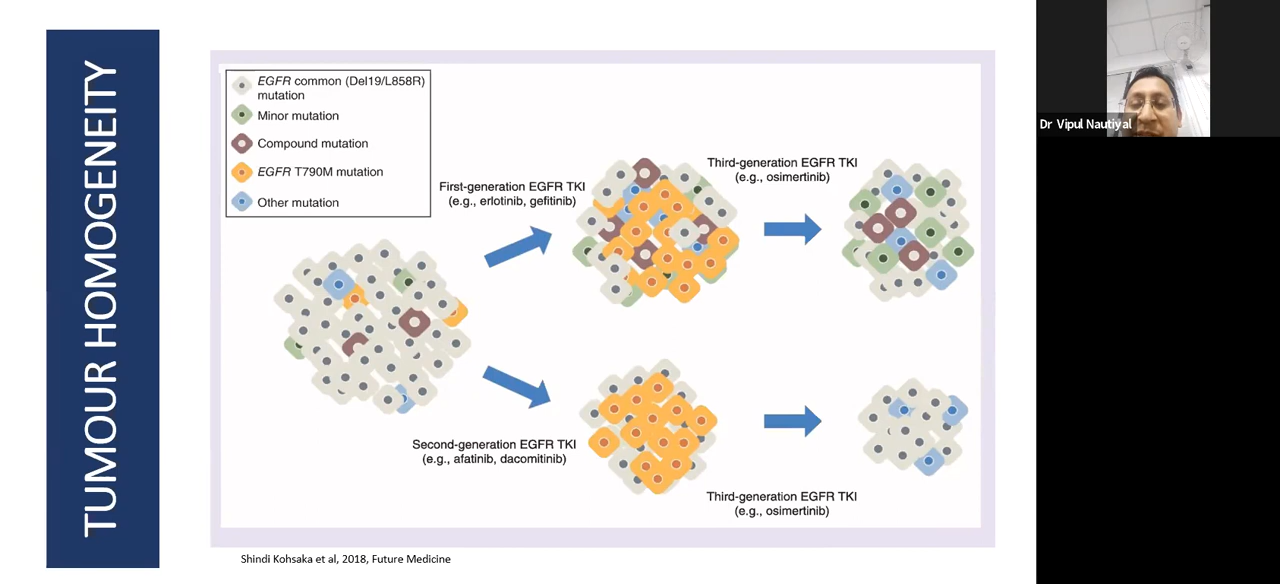 TUMOUR HOMOGENEITY
EGFR common (Del19/L858R)
mutation
Minor mutation
Compound mutation
EGFR T790M mutation
Other mutation
First-generation EGFR TKI
(e.g., erlotinib, gefitinib)
Third-generation EGFR TKI
(e.g., osimertinib)
Second-generation EGFR TKI
(e.g., afatinib, dacomitinib)
Third-generation EGFR TKI
(e.g., osimertinib)
Shindi Kohsaka et al, 2018, Future Medicine
Dr Vipul Nautiyal